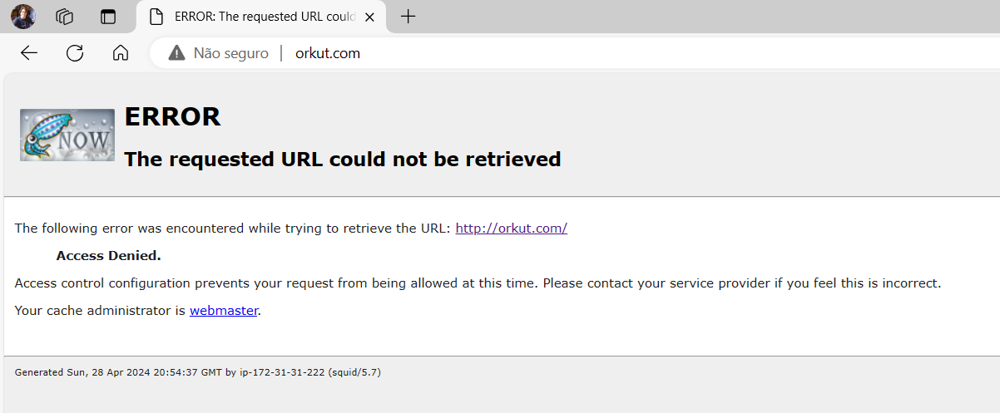 ERROR: The requested URL could
Não seguro | orkut.com
NOW
ERROR
The requested URL could not be retrieved
The following error was encountered while trying to retrieve the URL: http://orkut.com/
Access Denied.
Access control configuration prevents your request from being allowed at this time. Please contact your service provider if you feel this is incorrect.
Your cache administrator is webmaster.
Generated Sun, 28 Apr 2024 20:54:37 GMT by ip-172-31-31-222 (squid/5.7)